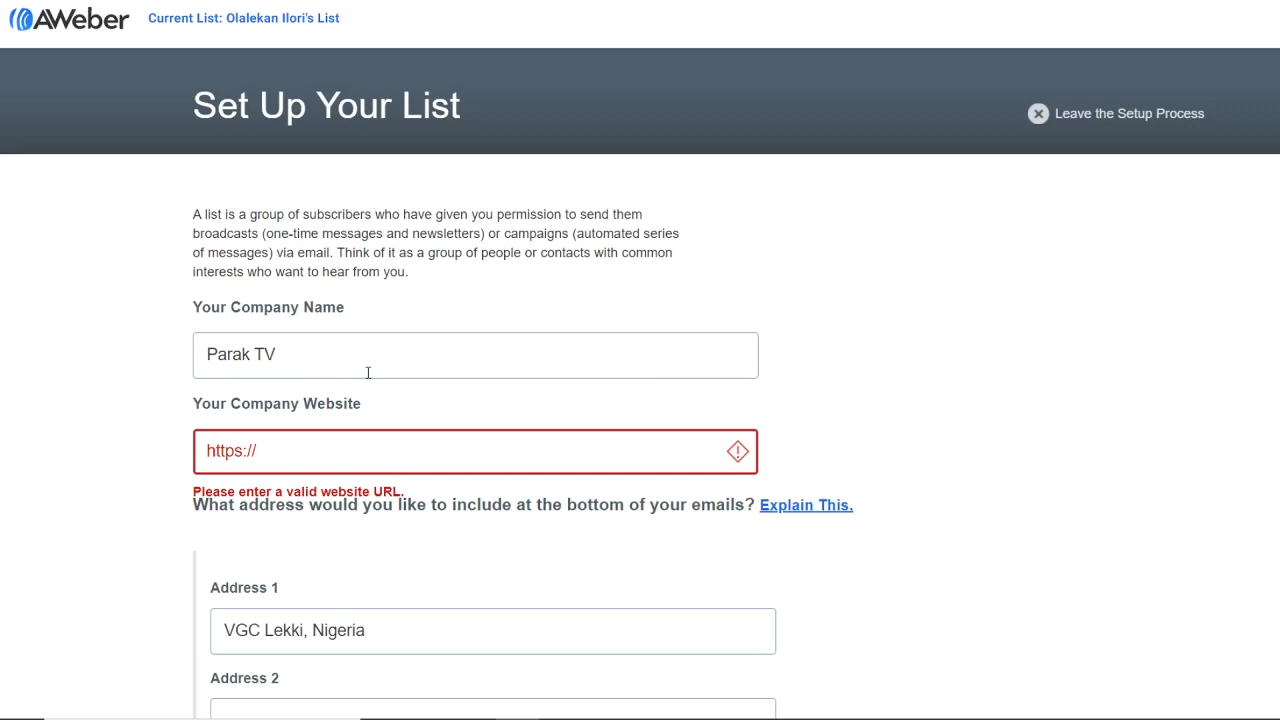 AWeber
Current List: Olalekan Ilori's List
Set Up Your List
Leave the Setup Process
A list is a group of subscribers who have given you permission to send them
broadcasts (one-time messages and newsletters) or campaigns (automated series
of messages) via email. Think of it as a group of people or contacts with common
interests who want to hear from you.
Your Company Name
Parak TV
Your Company Website
https://
Please enter a valid website URL.
What address would you like to include at the bottom of your emails? Explain This.
Address 1
VGC Lekki, Nigeria
Address 2